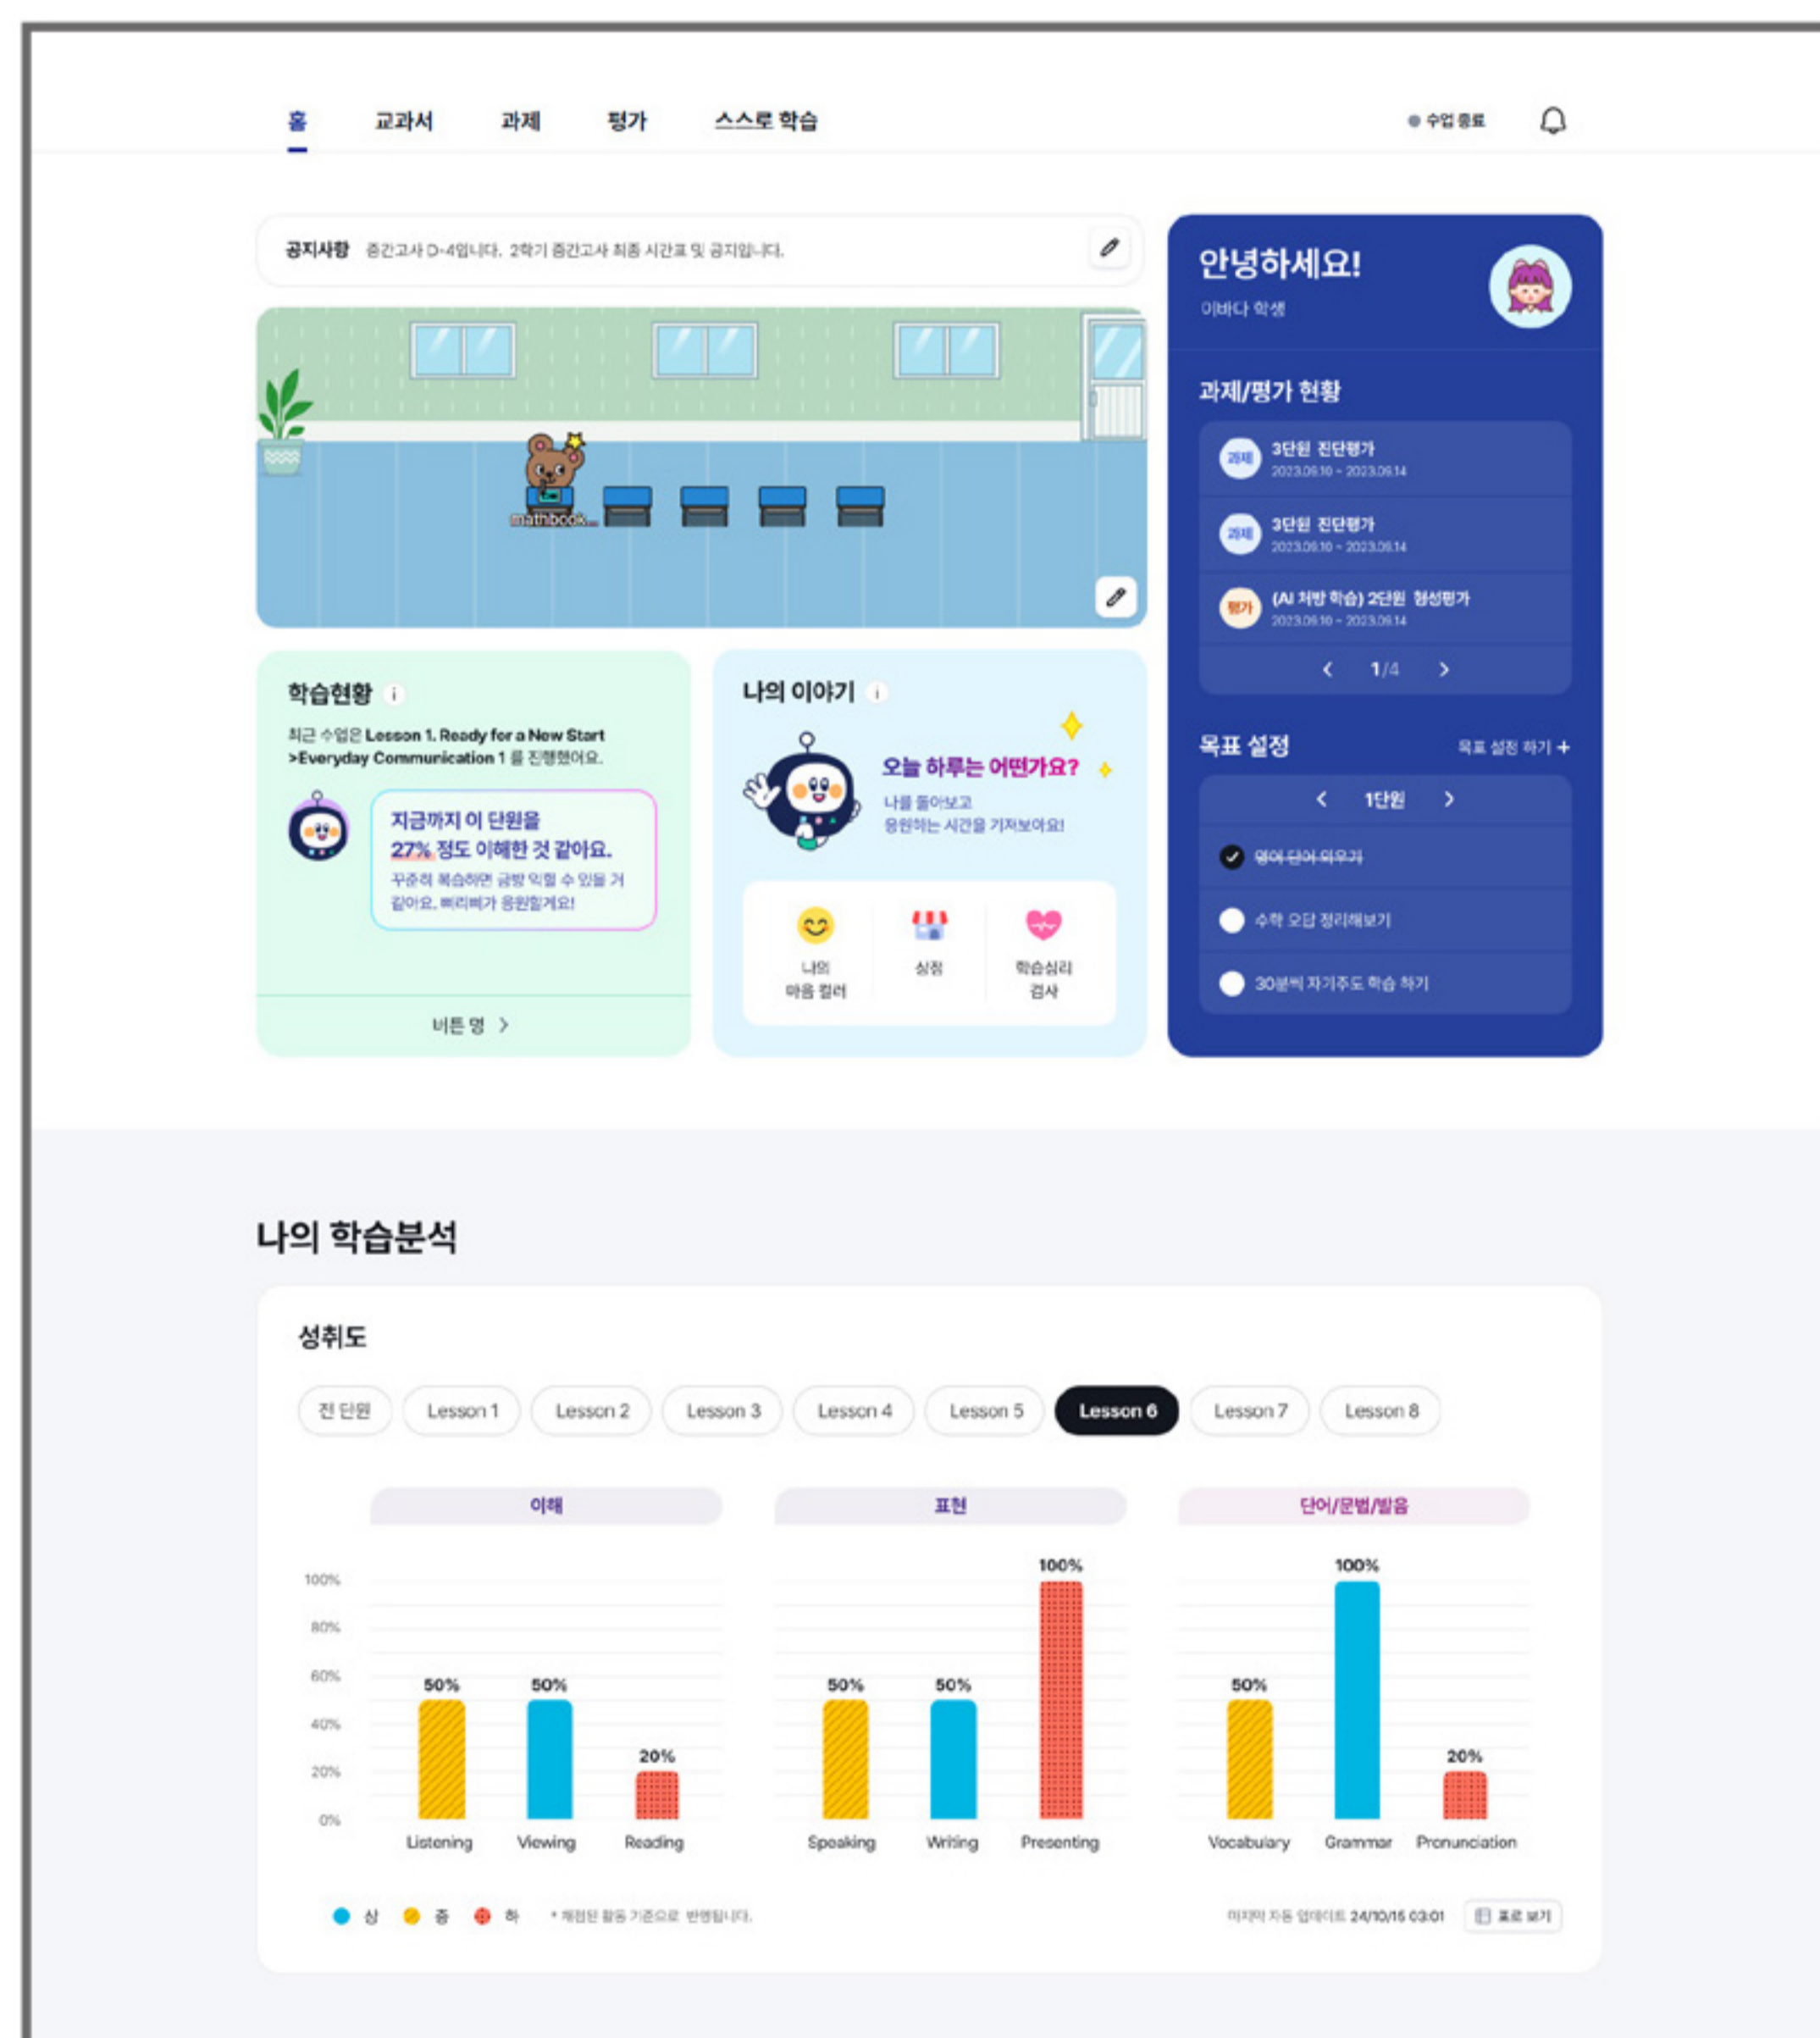 홈 교과서 과제 평가 스스로 학습 수업 종료
공지사항 중간고사 D-4입니다. 2학기 중간고사 최종 시간표 및 공지입니다.
mathbook...
학습현황 i
최근 수업은 Lesson 1. Ready for a New Start
>Everyday Communication 1 를 진행했어요.
지금까지 이 단원을
27% 정도 이해한 것 같아요.
꾸준히 복습하면 금방 익힐 수 있을 거
같아요. 삐리삐가 응원할게요!
버튼 명 >
나의 이야기 i
오늘 하루는 어떤가요?
나를 돌아보고
응원하는 시간을 가져보아요!
나의
마음 컬러
상점
학습심리
검사
안녕하세요!
이바다 학생
과제/평가 현황
과제 3단원 진단평가
2023.09.10 ~ 2023.09.14
과제 3단원 진단평가
2023.09.10 ~ 2023.09.14
평가 (AI 처방 학습) 2단원 형성평가
2023.09.10 ~ 2023.09.14
< 1/4 >
목표 설정 목표 설정 하기 +
< 1단원 >
영어 단어 외우기
수학 오답 정리해보기
30분씩 자기주도 학습 하기
나의 학습분석
성취도
전 단원 Lesson 1 Lesson 2 Lesson 3 Lesson 4 Lesson 5 Lesson 6 Lesson 7 Lesson 8
이해 표현 단어/문법/발음
100%
80%
60%
40%
20%
0%
50% 50% 20%
Listening Viewing Reading
50% 50% 100%
Speaking Writing Presenting
50% 100% 20%
Vocabulary Grammar Pronunciation
상 중 하 * 채점된 활동 기준으로 반영됩니다.
마지막 자동 업데이트 24/10/15 03:01 표로 보기